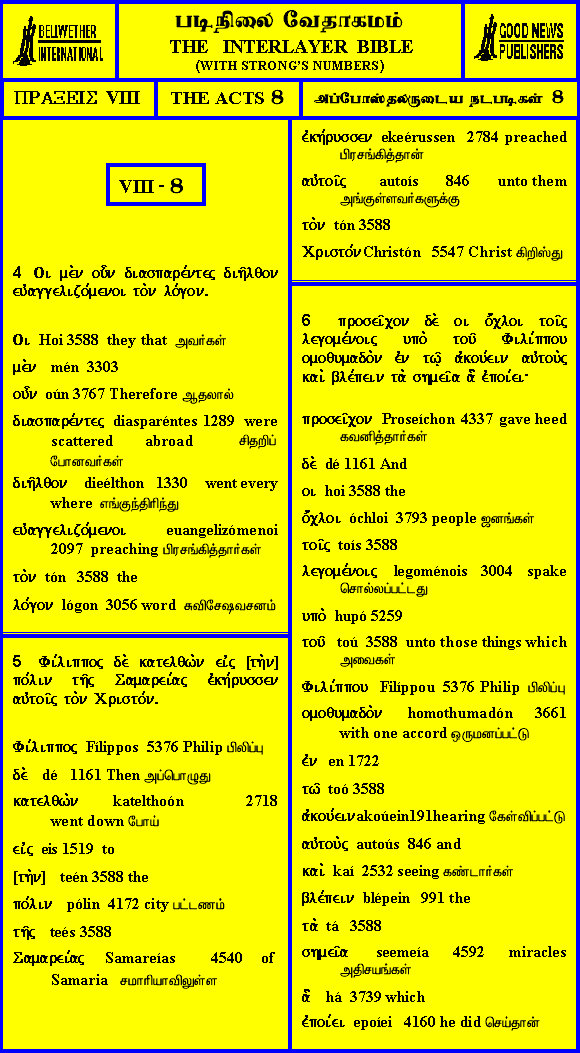 BELLWETHER
INTERNATIONAL
படிநிலை வேதாகமம்
THE INTERLAYER BIBLE
(WITH STRONG'S NUMBERS)
GOOD NEWS
PUBLISHERS
ΠΡΑΞΕΙΣ VIII
THE ACTS 8
அப்போஸ்தலருடைய நடபடிகள் 8
VIII - 8
4 Οι μὲν οὖν διασπαρέντες διῆλθον
εὐαγγελιζόμενοι τὸν λόγον.
Οι Hoi 3588 they that அவர்கள்
μὲν mén 3303
οὖν oún 3767 Therefore ஆதலால்
διασπαρέντες diasparéntes 1289 were
scattered abroad சிதறிப்
போனவர்கள்
διῆλθον dieélthon 1330 went every
where எங்குந்திரிந்து
εὐαγγελιζόμενοι euangelizómenoi
2097 preaching பிரசங்கித்தார்கள்
τὸν tón 3588 the
λόγον lógon 3056 word சுவிசேஷவசனம்
5 Φίλιππος δὲ κατελθὼν εἰς [τὴν]
πόλιν τῆς Σαμαρείας ἐκήρυσσεν
αὐτοῖς τὸν Χριστόν.
Φίλιππος Fílippos 5376 Philip பிலிப்பு
δὲ dé 1161 Then அப்பொழுது
κατελθὼν katelthoón 2718
went down போய்
εἰς eis 1519 to
[τὴν] teén 3588 the
πόλιν pólin 4172 city பட்டணம்
τῆς teés 3588
Σαμαρείας Samareías 4540 of
Samaria சமாரியாவிலுள்ள
ἐκήρυσσεν ekeérussen 2784 preached
பிரசங்கித்தான்
αὐτοῖς autoís 846 unto them
அங்குள்ளவர்களுக்கு
τὸν tón 3588
Χριστόν Christón 5547 Christ கிறிஸ்து
6 προσεῖχον δὲ οι ὄχλοι τοῖς
λεγομένοις υπὸ τοῦ Φιλίππου
ομοθυμαδὸν ἐν τῷ ἀκούειν αὐτοὺς
καὶ βλέπειν τὰ σημεῖα ἃ ἐποίει·
προσεῖχον Proseíchon 4337 gave heed
கவனித்தார்கள்
δὲ dé 1161 And
οι hoi 3588 the
ὄχλοι óchloi 3793 people ஜனங்கள்
τοῖς toís 3588
λεγομένοις legoménois 3004 spake
சொல்லப்பட்டது
υπὸ hupó 5259
τοῦ toú 3588 unto those things which
அவைகள்
Φιλίππου Filíppou 5376 Philip பிலிப்பு
ομοθυμαδὸν homothumadón 3661
with one accord ஒருமனப்பட்டு
ἐν en 1722
τῷ toó 3588
ἀκούειν akoúein191hearing கேள்விப்பட்டு
αὐτοὺς autoús 846 and
καὶ kaí 2532 seeing கண்டார்கள்
βλέπειν blépein 991 the
τὰ tá 3588
σημεῖα seemeía 4592 miracles
அதிசயங்கள்
ἃ há 3739 which
ἐποίει epoíei 4160 he did செய்தான்